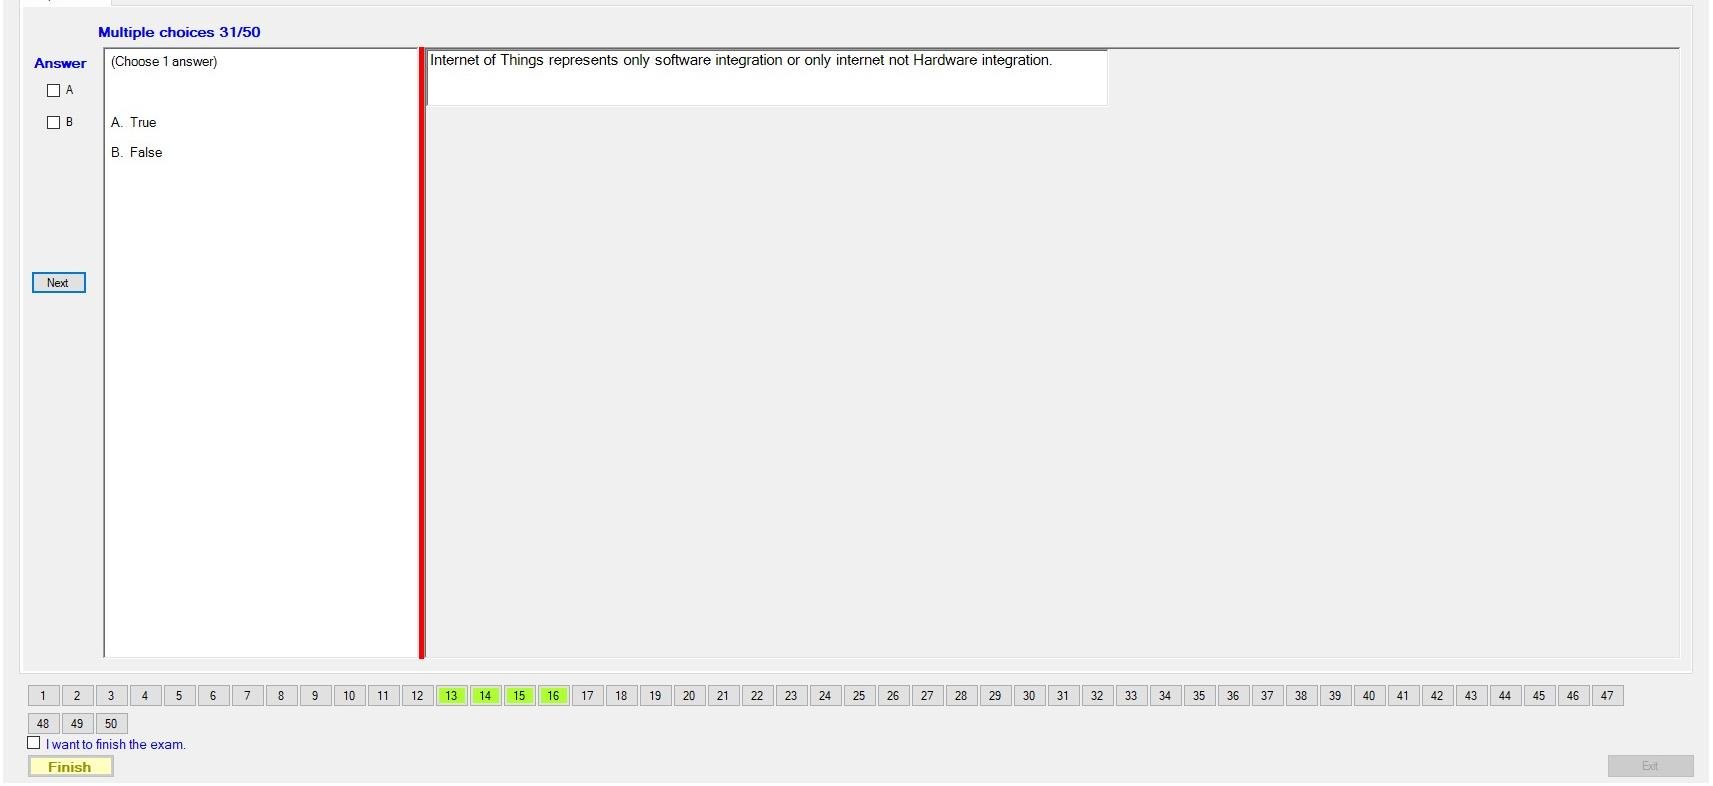 Multiple choices 31/50
Answer
A
B
Next
(Choose 1 answer)
A. True
B. False
Internet of Things represents only software integration or only internet not Hardware integration.
1 2 3 4 5 6 7 8 9 10 11 12 13 14 15 16 17 18 19 20 21 22 23 24 25 26 27 28 29 30 31 32 33 34 35 36 37 38 39 40 41 42 43 44 45 46 47
48 49 50
I want to finish the exam.
Finish
Exit